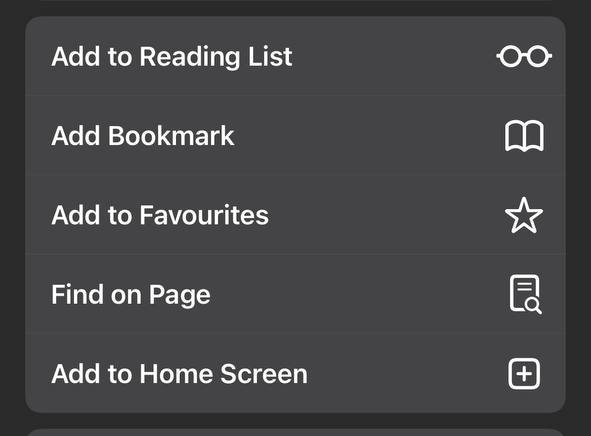 Add to Reading List
Add Bookmark
Add to Favourites
Find on Page
Add to Home Screen